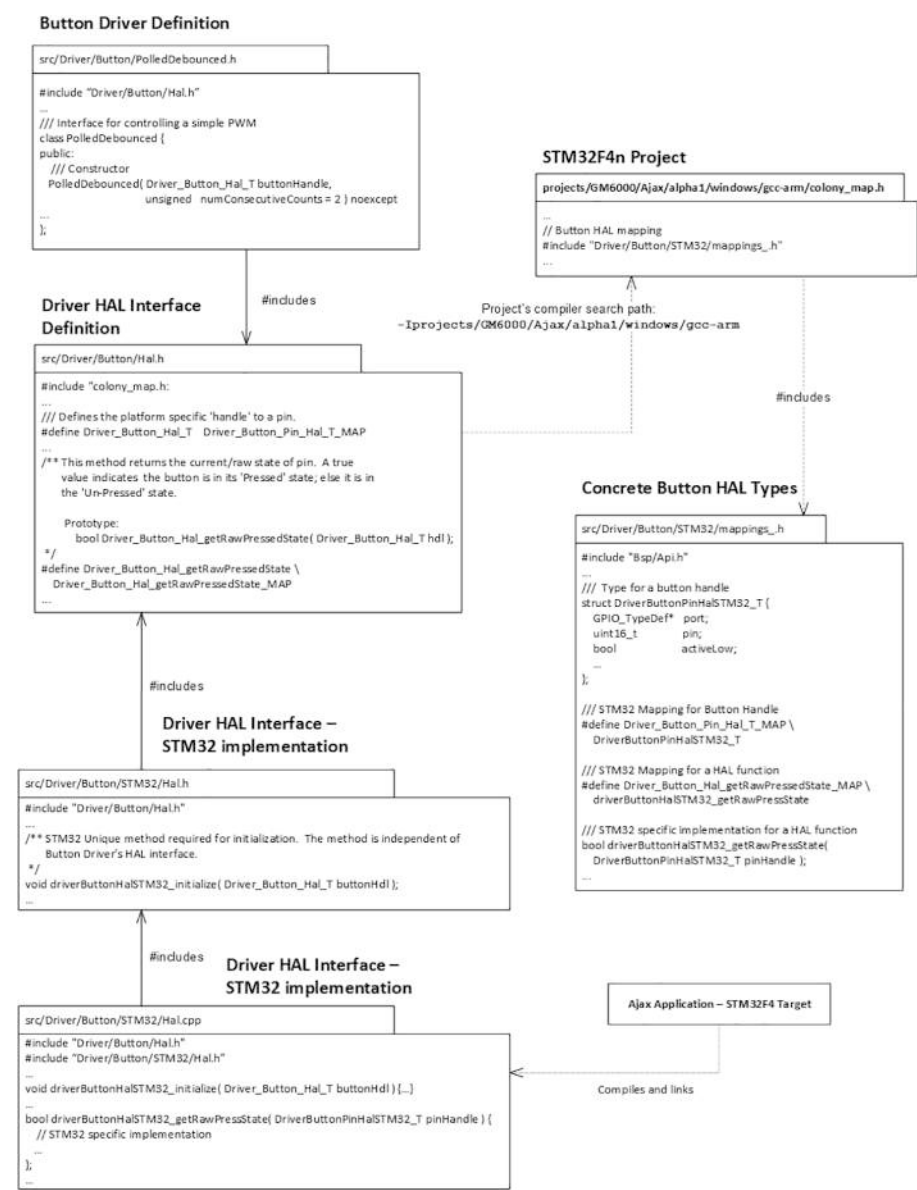 Button Driver Definition
src/Driver/Button/PolledDebounced.h
#include "Driver/Button/Hal.h"
...
/// Interface for controlling a simple PWM
class PolledDebounced {
public:
/// Constructor
PolledDebounced( Driver_Button_Hal_T buttonHandle,
unsigned numConsecutiveCounts = 2 ) noexcept
...
};
#includes
STM32F4n Project
projects/GM6000/Ajax/alpha1/windows/gcc-arm/colony_map.h
...
// Button HAL mapping
#include "Driver/Button/STM32/mappings_.h"
...
Project's compiler search path:
-Iprojects/GM6000/Ajax/alpha1/windows/gcc-arm
#includes
Driver HAL Interface
Definition
src/Driver/Button/Hal.h
#include "colony_map.h:
...
/// Defines the platform specific 'handle' to a pin.
#define Driver_Button_Hal_T Driver_Button_Pin_Hal_T_MAP
...
/** This method returns the current/raw state of pin. A true
value indicates the button is in its 'Pressed' state; else it is in
the 'Un-Pressed' state.
Prototype:
bool Driver_Button_Hal_getRawPressedState( Driver_Button_Hal_T hdl );
*/
#define Driver_Button_Hal_getRawPressedState \
Driver_Button_Hal_getRawPressedState_MAP
...
#includes
Concrete Button HAL Types
src/Driver/Button/STM32/mappings_.h
#include "Bsp/Api.h"
...
/// Type for a button handle
struct DriverButtonPinHalSTM32_T {
GPIO_TypeDef* port;
uint16_t pin;
bool activeLow;
...
};
/// STM32 Mapping for Button Handle
#define Driver_Button_Pin_Hal_T_MAP \
DriverButtonPinHalSTM32_T
/// STM32 Mapping for a HAL function
#define Driver_Button_Hal_getRawPressedState_MAP \
driverButtonHalSTM32_getRawPressState
/// STM32 specific implementation for a HAL function
bool driverButtonHalSTM32_getRawPressState(
DriverButtonPinHalSTM32_T pinHandle );
...
Driver HAL Interface –
STM32 implementation
src/Driver/Button/STM32/Hal.h
#include "Driver/Button/Hal.h"
...
/** STM32 Unique method required for initialization. The method is independent of
Button Driver's HAL interface.
*/
void driverButtonHalSTM32_initialize( Driver_Button_Hal_T buttonHdl );
...
#includes
Driver HAL Interface –
STM32 implementation
src/Driver/Button/STM32/Hal.cpp
#include "Driver/Button/Hal.h"
#include "Driver/Button/STM32/Hal.h"
...
void driverButtonHalSTM32_initialize( Driver_Button_Hal_T buttonHdl ) {...}
...
bool driverButtonHalSTM32_getRawPressState( DriverButtonPinHalSTM32_T pinHandle ) {
// STM32 specific implementation
...
};
...
Ajax Application – STM32F4 Target
Compiles and links